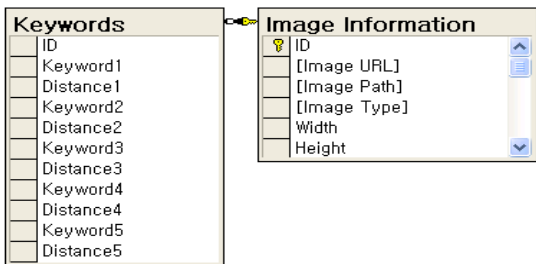 Keywords
ID
Keyword1
Distance1
Keyword2
Distance2
Keyword3
Distance3
Keyword4
Distance4
Keyword5
Distance5
Image Information
ID
[Image URL]
[Image Path]
[Image Type]
Width
Height